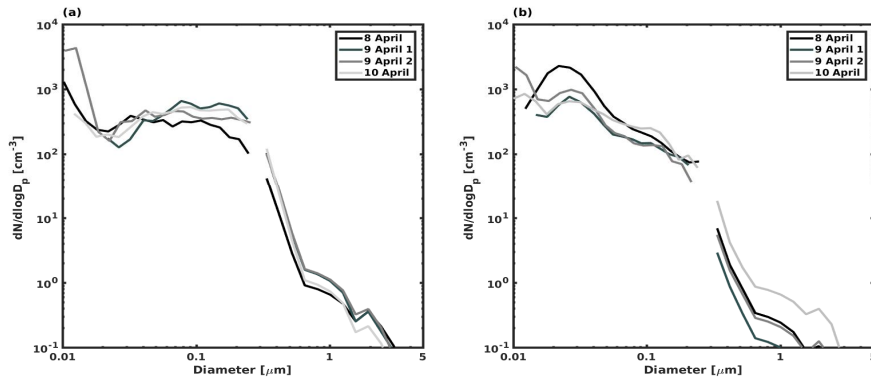 (a)
10^4
10^3
10^2
10^1
10^0
10^-1
dN/dlogD_p [cm^-3]
8 April
9 April 1
9 April 2
10 April
0.01
0.1
1
5
Diameter [μm]
(b)
10^4
10^3
10^2
10^1
10^0
10^-1
dN/dlogD_p [cm^-3]
8 April
9 April 1
9 April 2
10 April
0.01
0.1
1
Diameter [μm]